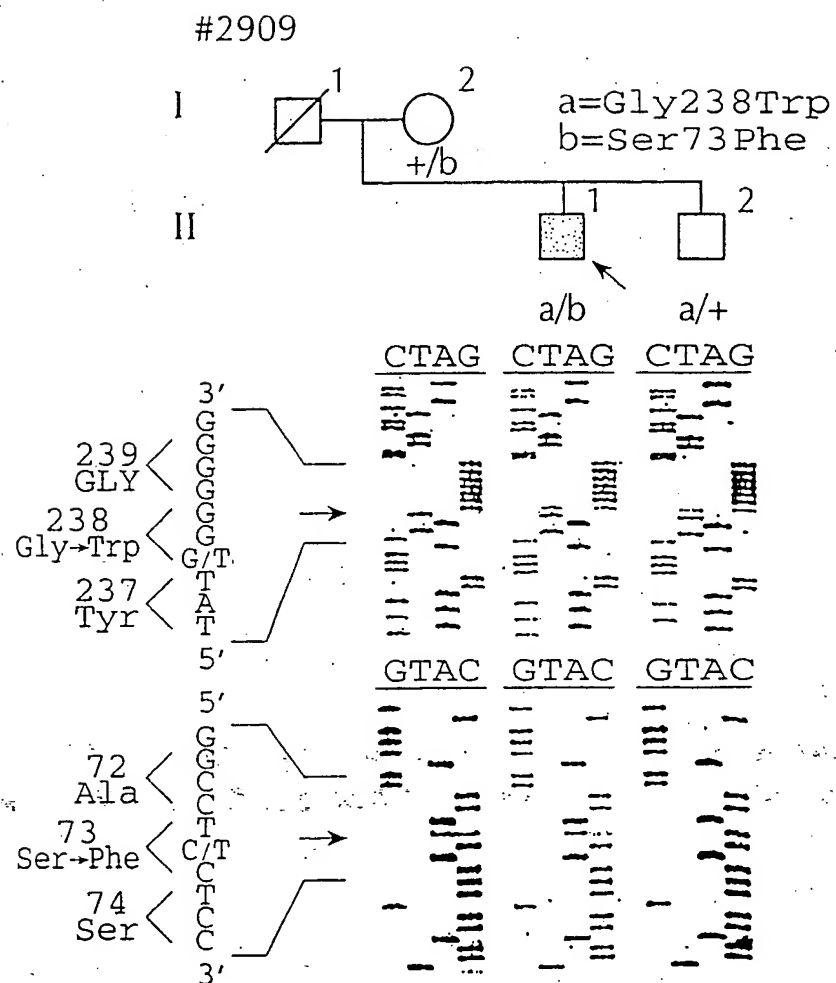 #2909
I
1
2
a=Gly238Trp
b=Ser73Phe
+/b
II
1
2
a/b
a/+
CTAG CTAG CTAG
3'
G
G
G
G
G
G
G/T
T
A
T
5'
239
GLY
238
Gly→Trp
237
Tyr
GTAC GTAC GTAC
5'
G
G
C
C
T
C/T
C
T
C
C
3'
72
Ala
73
Ser→Phe
74
Ser